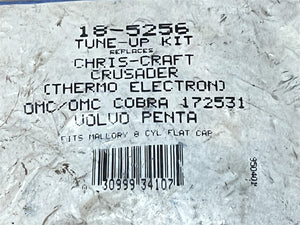 18-5256
TUNE-UP KIT
REPLACES
CHRIS-CRAFT
CRUSADER
(THERMO ELECTRON)
OMC/OMC COBRA 172531
VOLVO PENTA
FITS MALLORY 8 CYL FLAT CAP
30999 34107